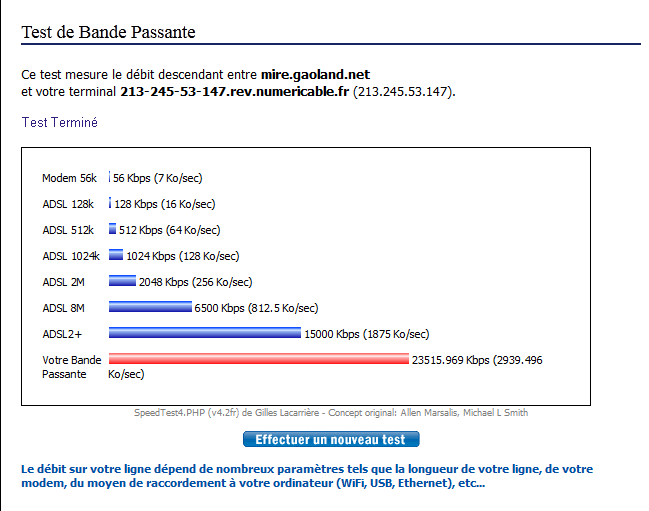 Test de Bande Passante
Ce test mesure le débit descendant entre mire.gaoland.net
et votre terminal 213-245-53-147.rev.numericable.fr (213.245.53.147).
Test Terminé
Modem 56k 56 Kbps (7 Ko/sec)
ADSL 128k 128 Kbps (16 Ko/sec)
ADSL 512k 512 Kbps (64 Ko/sec)
ADSL 1024k 1024 Kbps (128 Ko/sec)
ADSL 2M 2048 Kbps (256 Ko/sec)
ADSL 8M 6500 Kbps (812.5 Ko/sec)
ADSL2+ 15000 Kbps (1875 Ko/sec)
Votre Bande 23515.969 Kbps (2939.496
Passante Ko/sec)
SpeedTest4.PHP (v4.2fr) de Gilles Lacarrière - Concept original: Allen Marsalis, Michael L Smith
Effectuer un nouveau test
Le débit sur votre ligne dépend de nombreux paramètres tels que la longueur de votre ligne, de votre
modem, du moyen de raccordement à votre ordinateur (WiFi, USB, Ethernet), etc...